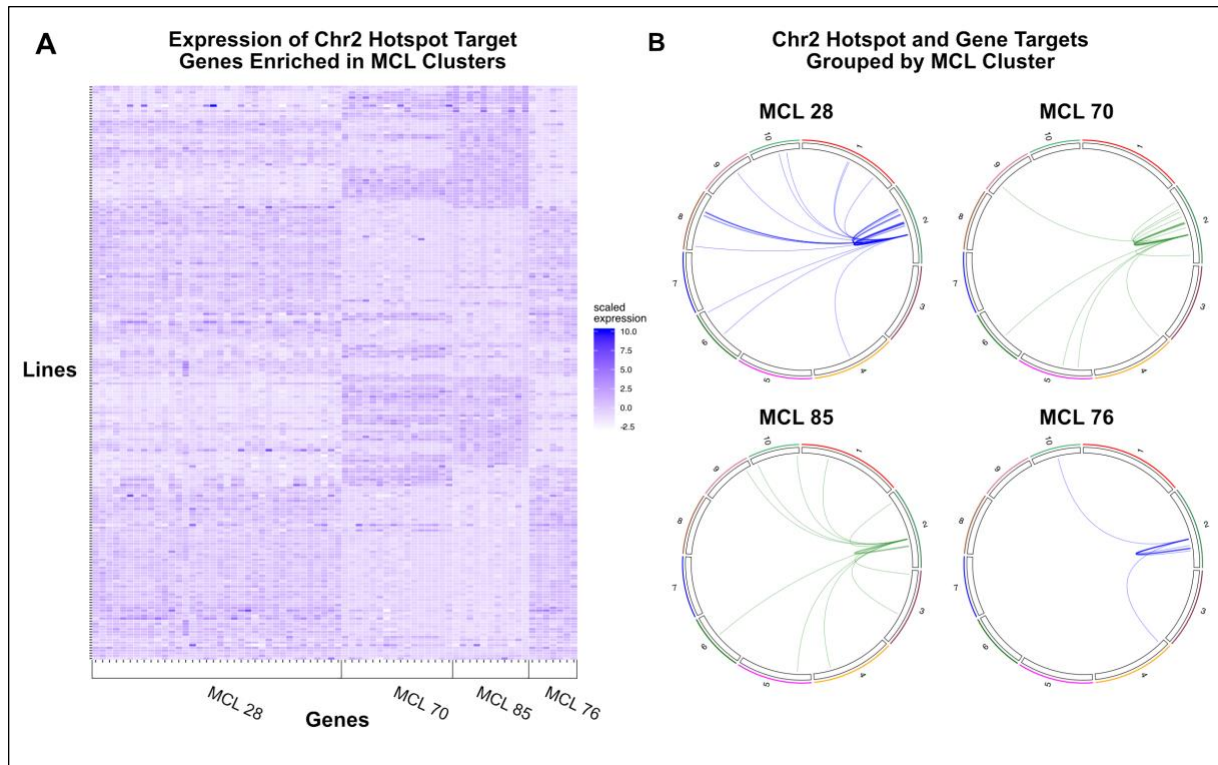 A
Expression of Chr2 Hotspot Target
Genes Enriched in MCL Clusters
Lines
scaled
expression
10.0
7.5
5.0
2.5
0.0
-2.5
MCL 28
MCL 70
MCL 85
MCL 76
Genes
B
Chr2 Hotspot and Gene Targets
Grouped by MCL Cluster
MCL 28
1
2
3
4
5
6
7
8
9
10
MCL 70
1
2
3
4
5
6
7
8
9
10
MCL 85
1
2
3
4
5
6
7
8
9
10
MCL 76
1
2
3
4
5
6
7
8
9
10